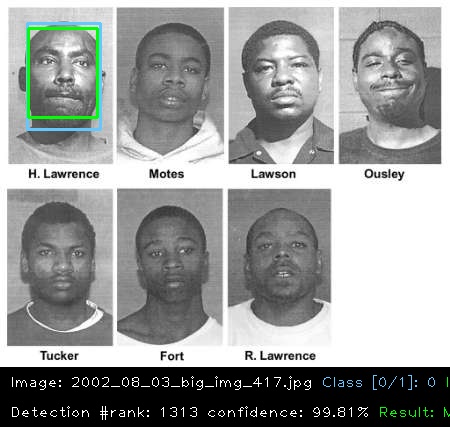 H. Lawrence Motes Lawson Ousley
Tucker Fort R. Lawrence
Image: 2002_08_03_big_img_417.jpg Class [0/1]: 0
Detection #rank: 1313 confidence: 99.81% Result: